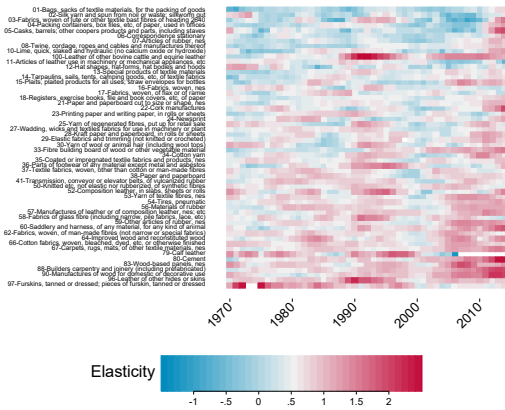 01-Bags, sacks of textile materials, for the packing of goods
02-Silk yarn and spun from noil or waste; silkworm gut
03-Fabrics, woven of jute or other textile bast fibres of heading 2640
04-Packing containers, box files, etc, of paper, used in offices
05-Casks, barrels; other coopers products and parts, including staves
06-Correspondence stationary
07-Articles of rubber, nes
08-Twine, cordage, ropes and cables and manufactures thereof
10-Lime, quick, slaked and hydraulic (no calcium oxide or hydroxide)
100-Leather of other bovine cattle and equine leather
11-Articles of leather use in machinery or mechanical appliances, etc
12-Hat shapes, hat-forms, hat bodies and hoods
13-Special products of textile materials
14-Tarpaulins, sails, tents, camping goods, etc, of textile fabrics
15-Plaits, plaited products for all uses; straw envelopes for bottles
16-Fabrics, woven, nes
17-Fabrics, woven, of flax or of ramie
18-Registers, exercise books, file and book covers, etc, of paper
21-Paper and paperboard cut to size or shape, nes
22-Cork manufactures
23-Printing paper and writing paper, in rolls or sheets
24-Newsprint
25-Yarn of regenerated fibres, put up for retail sale
27-Wadding, wicks and textiles fabrics for use in machinery or plant
28-Kraft paper and paperboard, in rolls or sheets
29-Elastic fabrics and trimming (not knitted or crocheted)
30-Yarn of wool or animal hair (including wool tops)
33-Fibre building board of wood or other vegetable material
34-Cotton yarn
35-Coated or impregnated textile fabrics and products, nes
36-Parts of footwear of any material except metal and asbestos
37-Textile fabrics, woven, other than cotton or man-made fibres
38-Paper and paperboard
41-Transmission, conveyor or elevator belts, of vulcanized rubber
50-Knitted etc, not elastic nor rubberized, of synthetic fibres
52-Composition leather, in slabs, sheets or rolls
53-Yarn of textile fibres, nes
54-Tires, pneumatic
56-Materials of rubber
57-Manufactures of leather or of composition leather, nes; etc
58-Fabrics of glass fibre (including narrow, pile fabrics, lace, etc)
59-Other articles of rubber, nes
60-Saddlery and harness, of any material, for any kind of animal
62-Fabrics, woven, of man-made fibres (not narrow or special fabrics)
64-Improved wood and reconstituted wood
66-Cotton fabrics, woven, bleached, dyed, etc, or otherwise finished
67-Carpets, rugs, mats, of other textile materials, nes
79-Calf leather
80-Cement
83-Wood-based panels, nes
88-Builders carpentry and joinery (including prefabricated)
90-Manufactures of wood for domestic or decorative use
96-Leather of other hides or skins
97-Furskins, tanned or dressed; pieces of furskin, tanned or dressed
1970 1980 1990 2000 2010
Elasticity
-1 -.5 0 .5 1 1.5 2